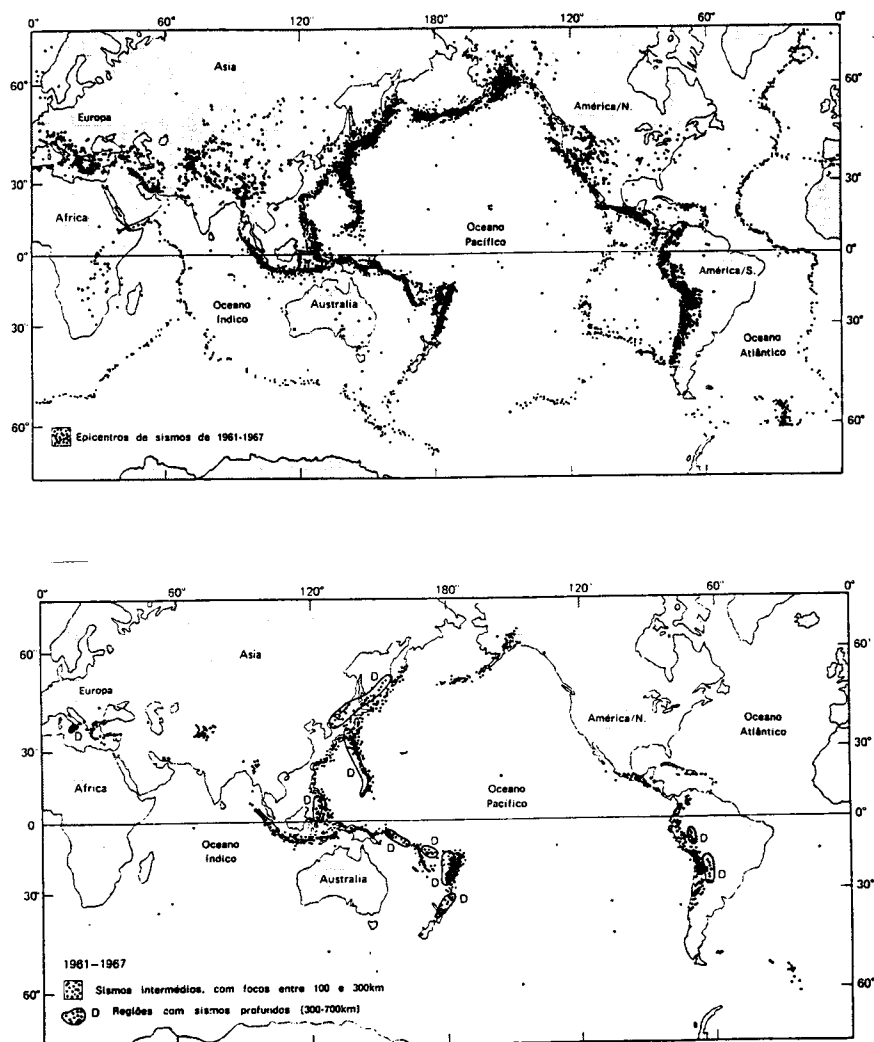 0° 60° 120° 180° 120° 60° 0°
Asia
60° América/N. 60°
Europa
30° 30°
Africa
Oceano
Pacífico
0° 0°
América/S.
Oceano
Índico
Australia
30° 30°
Oceano
Atlântico
60° 60°
Epicentros de sismos de 1961-1967
0° 60° 120° 180° 120° 60° 0°
60° 60°
Asia
D
Europa
América/N.
Oceano
Atlântico
D
30° 30°
D
Africa
D
Oceano
Pacífico
0 0°
D D D
Oceano
Índico
Australia
D D
D
30° 30°
1961-1967
Sismos intermédios, com focos entre 100 e 300km
60° 60°
D Regiões com sismos profundos (300-700km)